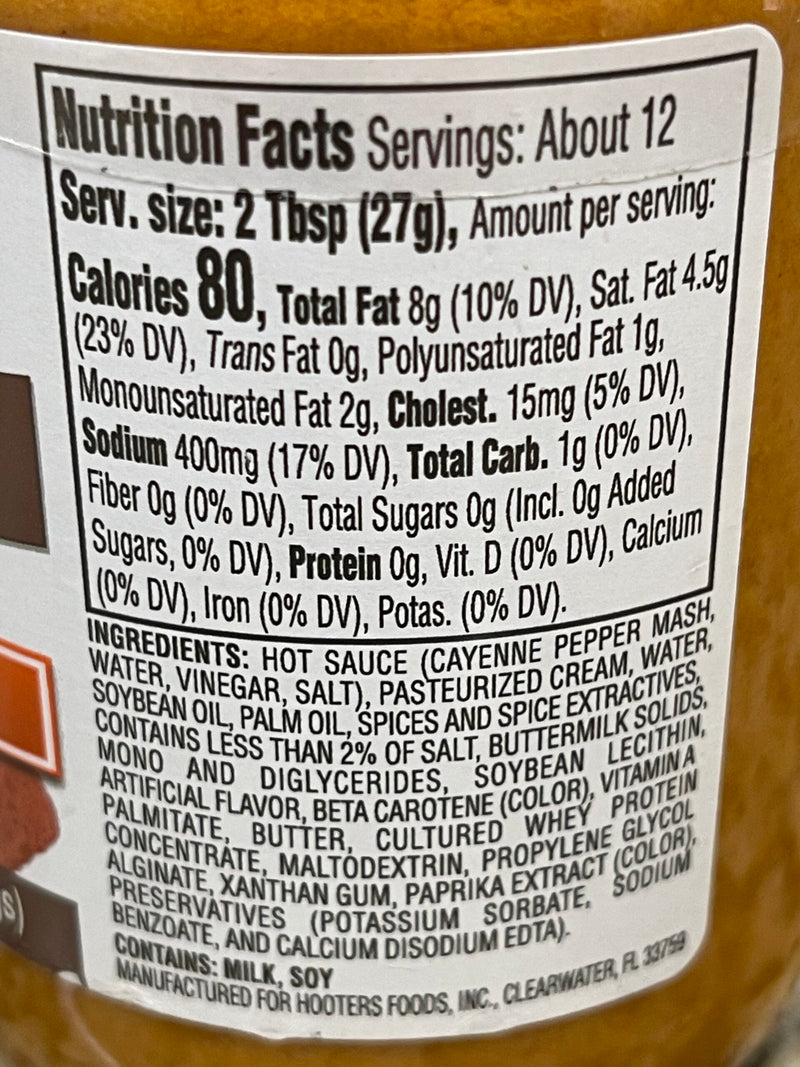 Nutrition Facts Servings: About 12
Serv. size: 2 Tbsp (27g), Amount per serving:
Calories 80, Total Fat 8g (10% DV), Sat. Fat 4.5g
(23% DV), Trans Fat 0g, Polyunsaturated Fat 1g,
Monounsaturated Fat 2g, Cholest. 15mg (5% DV),
Sodium 400mg (17% DV), Total Carb. 1g (0% DV),
Fiber 0g (0% DV), Total Sugars 0g (Incl. 0g Added
Sugars, 0% DV), Protein 0g, Vit. D (0% DV), Calcium
(0% DV), Iron (0% DV), Potas. (0% DV).
INGREDIENTS: HOT SAUCE (CAYENNE PEPPER MASH,
WATER, VINEGAR, SALT), PASTEURIZED CREAM, WATER,
SOYBEAN OIL, PALM OIL, SPICES AND SPICE EXTRACTIVES,
CONTAINS LESS THAN 2% OF SALT, BUTTERMILK SOLIDS,
MONO AND DIGLYCERIDES, SOYBEAN LECITHIN,
ARTIFICIAL FLAVOR, BETA CAROTENE (COLOR), VITAMIN A
PALMITATE, BUTTER, CULTURED WHEY PROTEIN
CONCENTRATE, MALTODEXTRIN, PROPYLENE GLYCOL
ALGINATE, XANTHAN GUM, PAPRIKA EXTRACT (COLOR),
PRESERVATIVES (POTASSIUM SORBATE, SODIUM
BENZOATE, AND CALCIUM DISODIUM EDTA).
CONTAINS: MILK, SOY
MANUFACTURED FOR HOOTERS FOODS, INC., CLEARWATER, FL 33759
s)